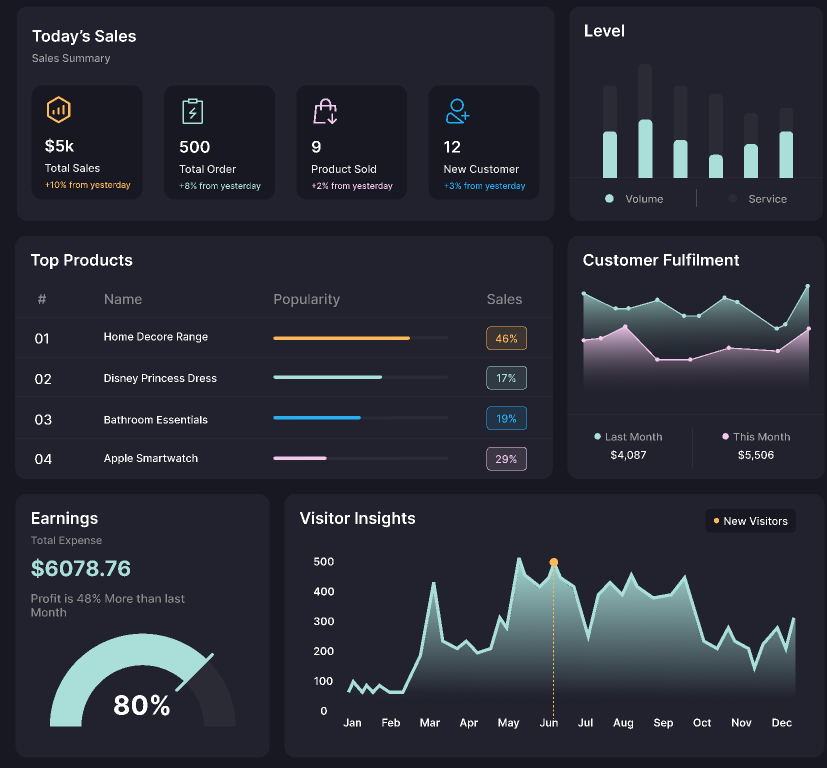 Today's Sales
Sales Summary
$5k
Total Sales
+10% from yesterday
500
Total Order
+8% from yesterday
9
Product Sold
+2% from yesterday
12
New Customer
+3% from yesterday
Level
Volume
Service
Top Products
# Name Popularity Sales
01 Home Decore Range 46%
02 Disney Princess Dress 17%
03 Bathroom Essentials 19%
04 Apple Smartwatch 29%
Customer Fulfilment
Last Month
$4,087
This Month
$5,506
Earnings
Total Expense
$6078.76
Profit is 48% More than last
Month
80%
Visitor Insights
New Visitors
500
400
300
200
100
0
Jan Feb Mar Apr May Jun Jul Aug Sep Oct Nov Dec